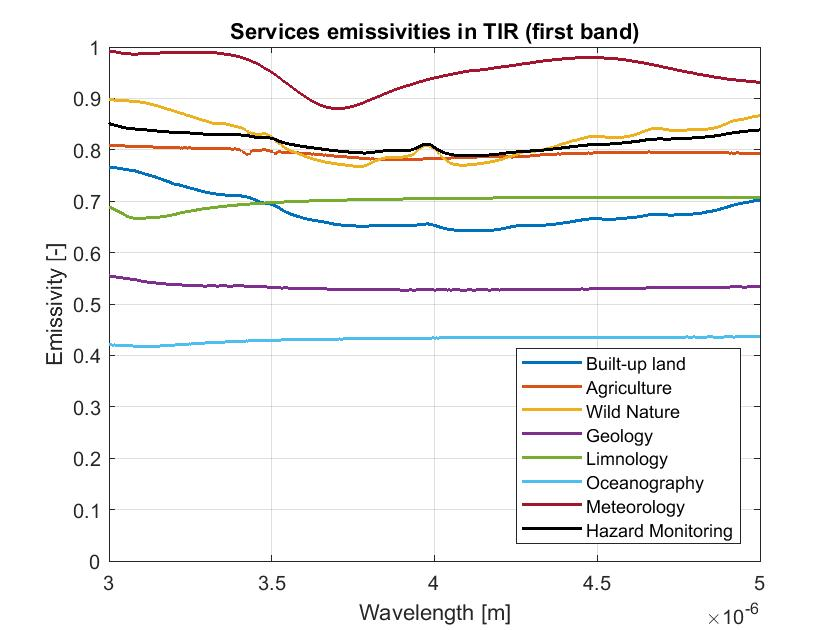 Services emissivities in TIR (first band)
1
0.9
0.8
0.7
0.6
0.5
0.4
0.3
0.2
0.1
0
Emissivity [-]
Built-up land
Agriculture
Wild Nature
Geology
Limnology
Oceanography
Meteorology
Hazard Monitoring
3
3.5
4
4.5
5
Wavelength [m]
×10⁻⁶